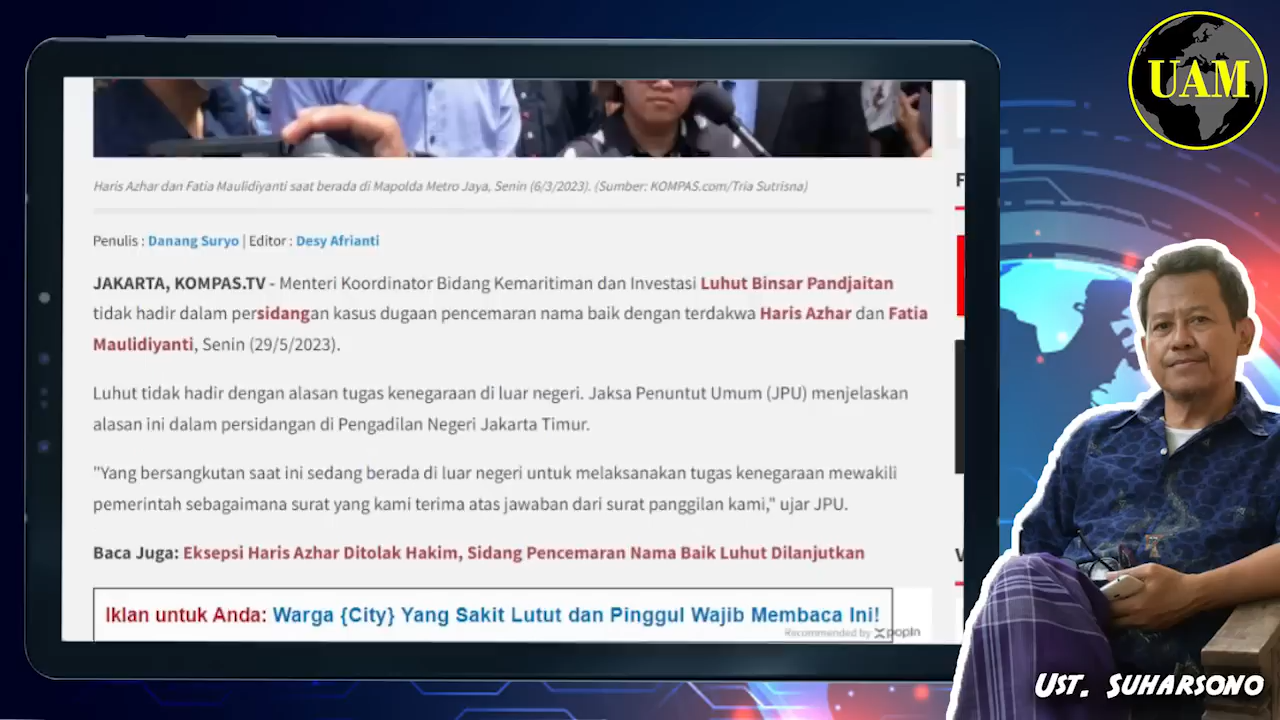 UAM
Haris Azhar dan Fatia Maulidiyanti saat berada di Mapolda Metro Jaya, Senin (6/3/2023). (Sumber: KOMPAS.com/Tria Sutrisna)
Penulis : Danang Suryo | Editor : Desy Afrianti
JAKARTA, KOMPAS.TV - Menteri Koordinator Bidang Kemaritiman dan Investasi Luhut Binsar Pandjaitan
tidak hadir dalam persidangan kasus dugaan pencemaran nama baik dengan terdakwa Haris Azhar dan Fatia
Maulidiyanti, Senin (29/5/2023).
Luhut tidak hadir dengan alasan tugas kenegaraan di luar negeri. Jaksa Penuntut Umum (JPU) menjelaskan
alasan ini dalam persidangan di Pengadilan Negeri Jakarta Timur.
"Yang bersangkutan saat ini sedang berada di luar negeri untuk melaksanakan tugas kenegaraan mewakili
pemerintah sebagaimana surat yang kami terima atas jawaban dari surat panggilan kami," ujar JPU.
Baca Juga: Eksepsi Haris Azhar Ditolak Hakim, Sidang Pencemaran Nama Baik Luhut Dilanjutkan
Iklan untuk Anda: Warga {City} Yang Sakit Lutut dan Pinggul Wajib Membaca Ini!
Recommended by popIn
Ust. Suharsono